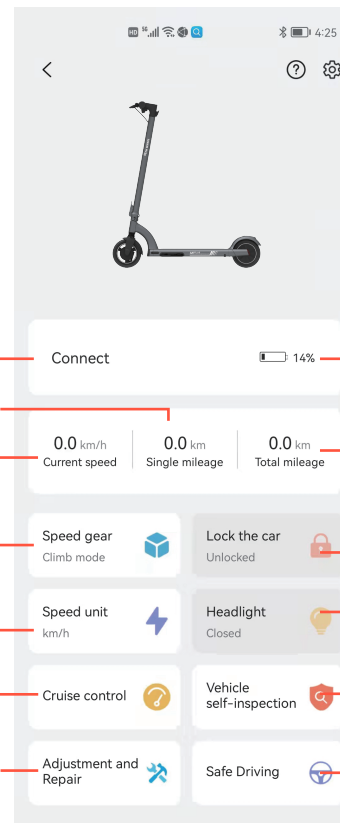 HD 5G 4:25
Connect 14%
0.0 km/h 0.0 km 0.0 km
Current speed Single mileage Total mileage
Speed gear
Climb mode
Lock the car
Unlocked
Speed unit
km/h
Headlight
Closed
Cruise control
Vehicle
self-inspection
Adjustment and
Repair
Safe Driving